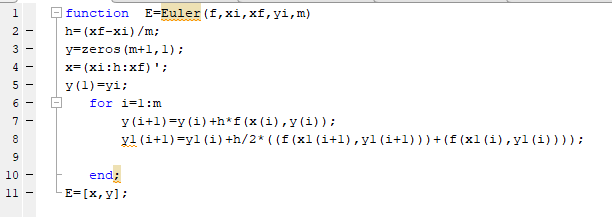 1 function E=Euler(f,xi,xf,yi,m)
2 – h=(xf-xi)/m;
3 – y=zeros(m+1,1);
4 – x=(xi:h:xf)';
5 – y(1)=yi;
6 – for i=1:m
7 – y(i+1)=y(i)+h*f(x(i),y(i));
8 – y1(i+1)=y1(i)+h/2*((f(x1(i+1),y1(i+1)))+(f(x1(i),y1(i))));
9
10 – end;
11 – E=[x,y];